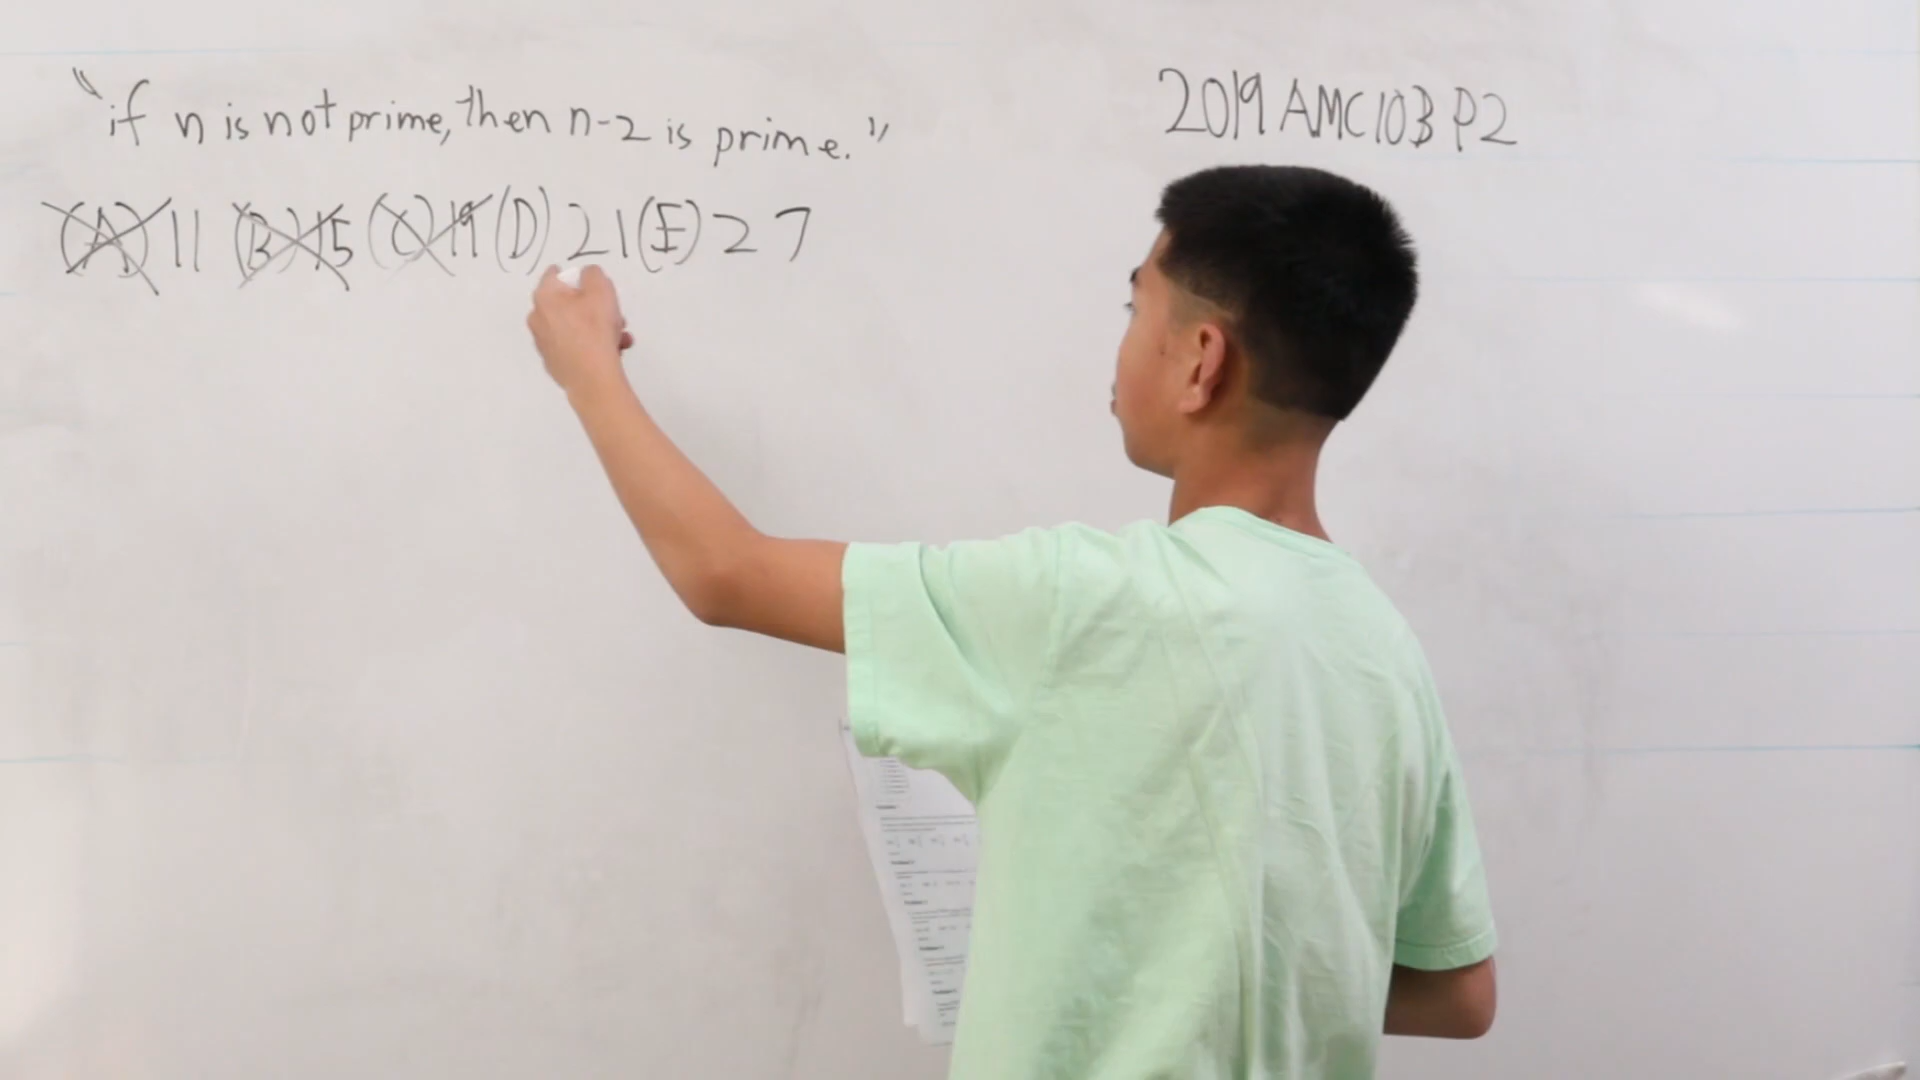 "if n is not prime, then n-2 is prime."
2019 AMC 10B P2
(A) 11 (B) 15 (C) 19 (D) 21 (E) 27